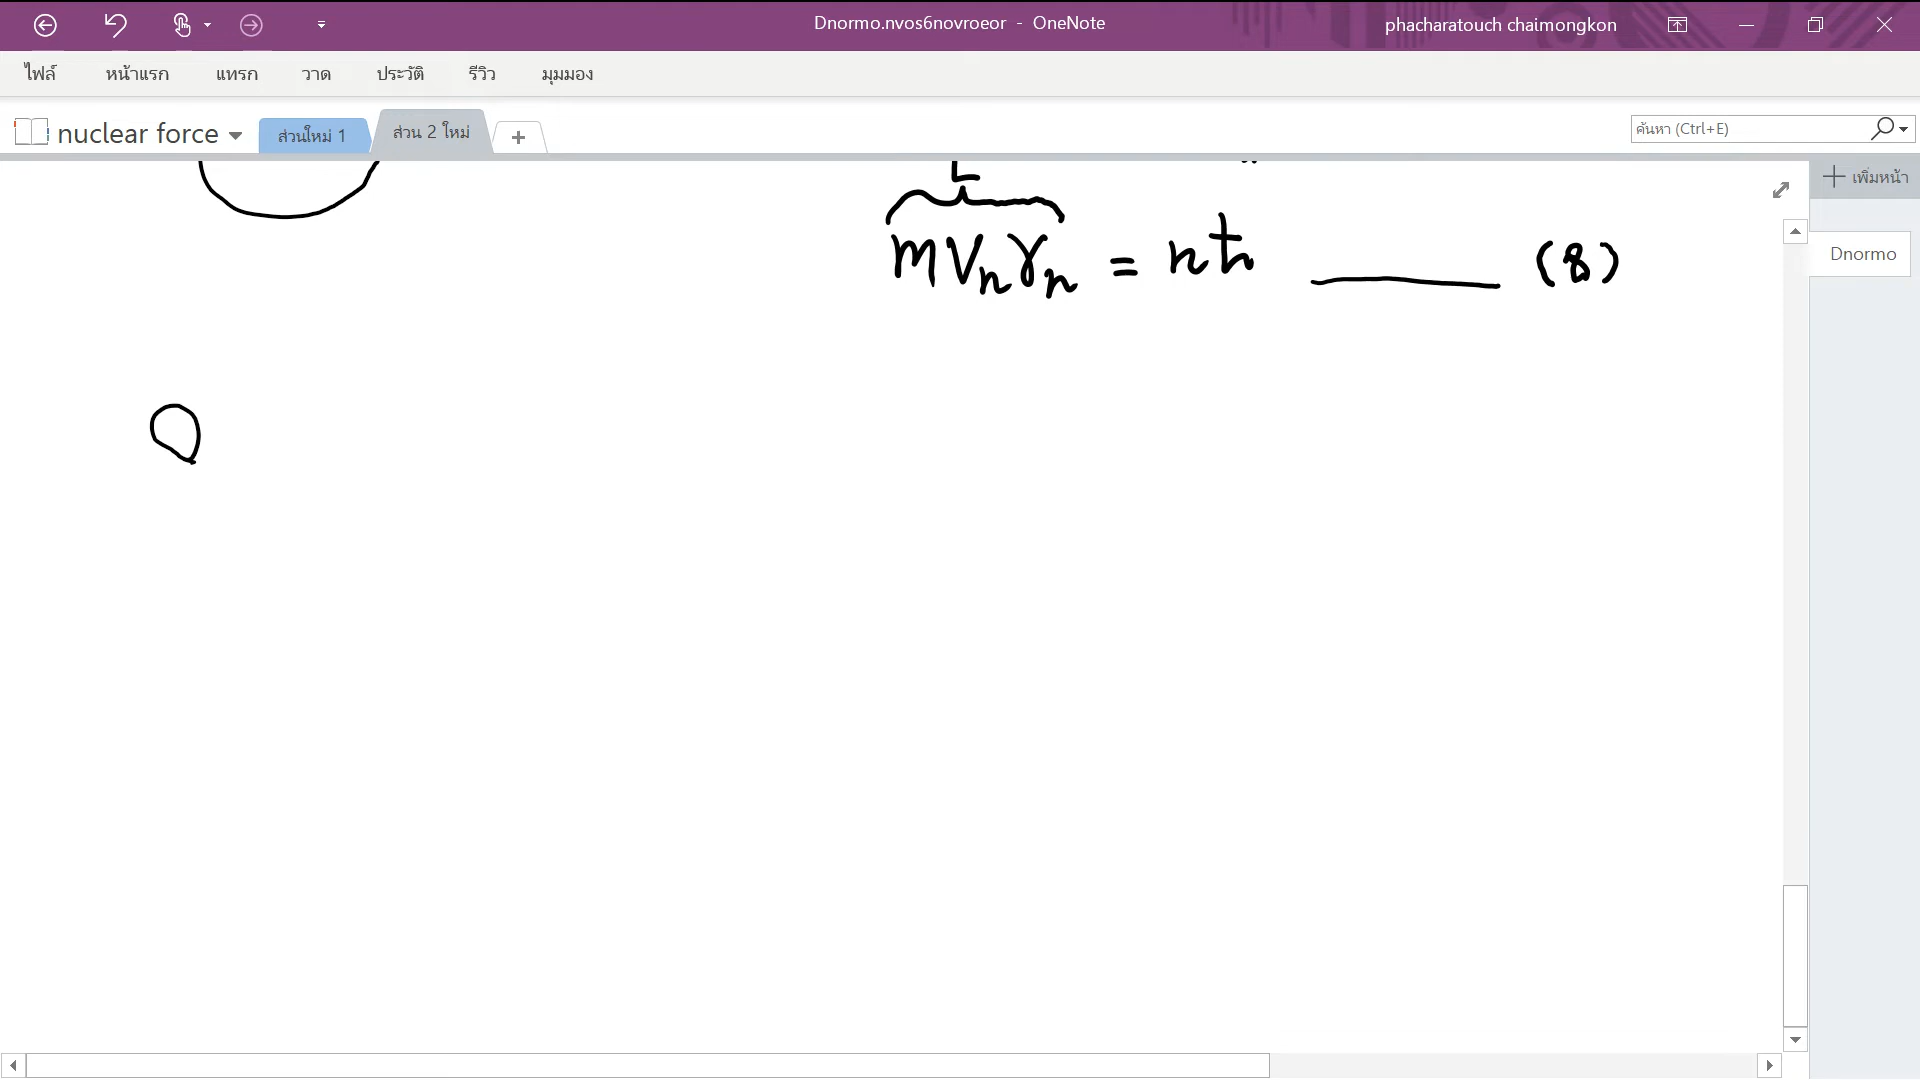 Dnormo.nvos6novroeor - OneNote
phacharatouch chaimongkon
ไฟล์ หน้าแรก แทรก วาด ประวัติ รีวิว มุมมอง
nuclear force ส่วนใหม่ 1 ส่วน 2 ใหม่ +
ค้นหา (Ctrl+E)
เพิ่มหน้า
Dnormo
L
mVₙrₙ = nħ ______ (8)